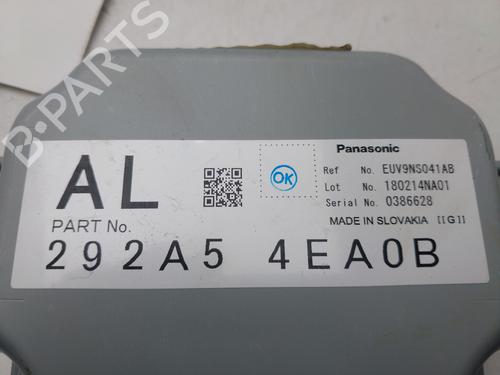 B-PARTS
Panasonic
OK
AL
Ref No. EUV9NS041AB
Lot No. 180214NA01
Serial No. 0386628
PART No.
MADE IN SLOVAKIA [[G]]
292A5 4EA0B